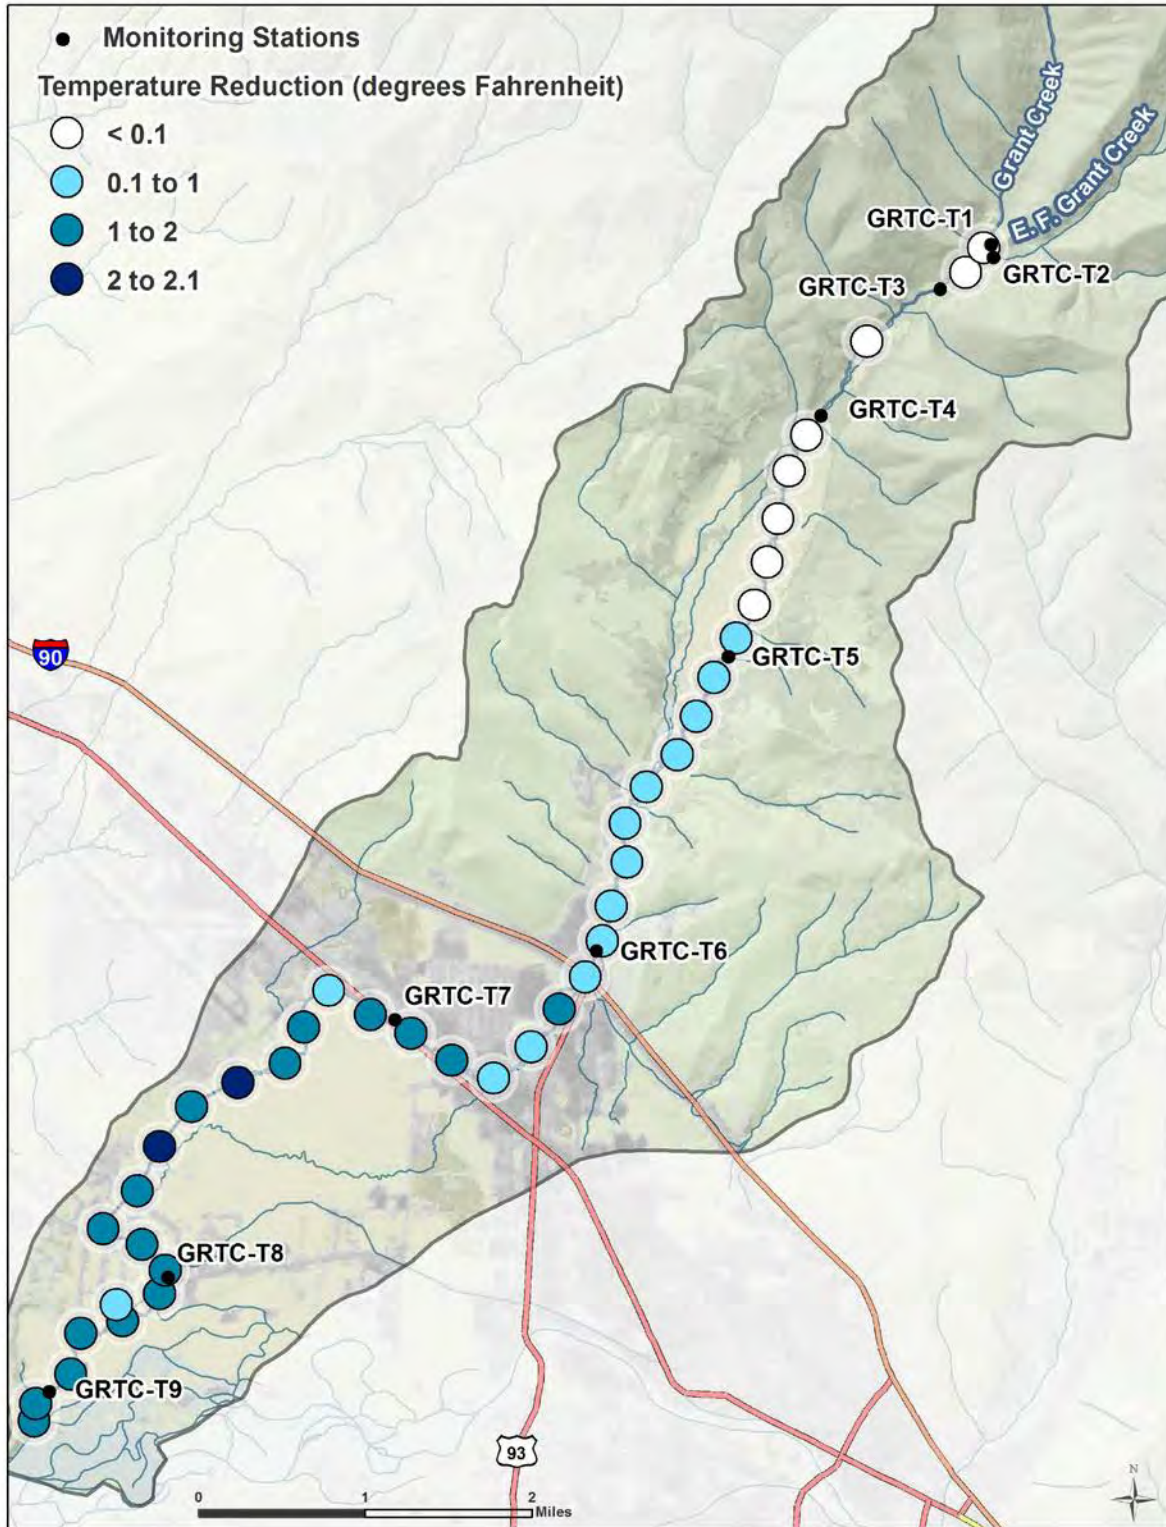 Monitoring Stations
Temperature Reduction (degrees Fahrenheit)
< 0.1
0.1 to 1
1 to 2
2 to 2.1
Grant Creek
E. F. Grant Creek
GRTC-T1
GRTC-T2
GRTC-T3
GRTC-T4
90
GRTC-T5
GRTC-T6
GRTC-T7
GRTC-T8
GRTC-T9
93
N
0 1 2
Miles